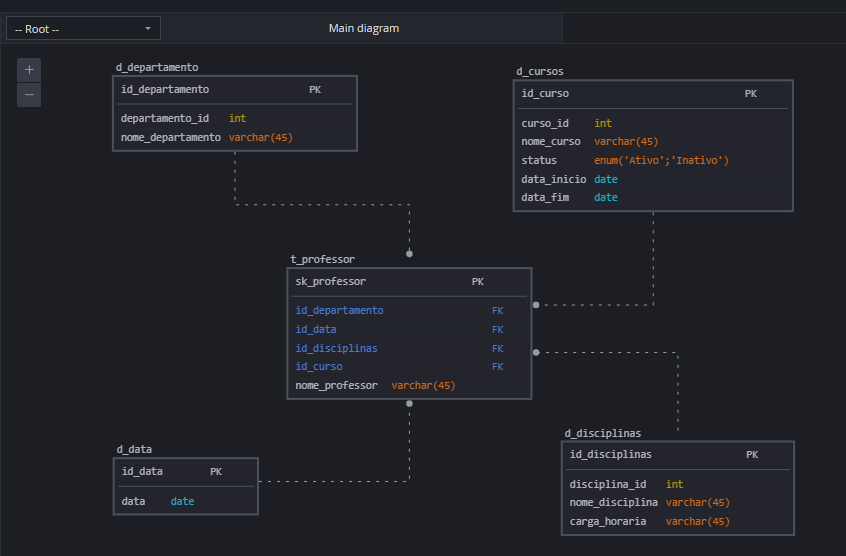 -- Root --
Main diagram
+
−
d_departamento
id_departamento PK
departamento_id int
nome_departamento varchar(45)
d_cursos
id_curso PK
curso_id int
nome_curso varchar(45)
status enum('Ativo';'Inativo')
data_inicio date
data_fim date
t_professor
sk_professor PK
id_departamento FK
id_data FK
id_disciplinas FK
id_curso FK
nome_professor varchar(45)
d_data
id_data PK
data date
d_disciplinas
id_disciplinas PK
disciplina_id int
nome_disciplina varchar(45)
carga_horaria varchar(45)